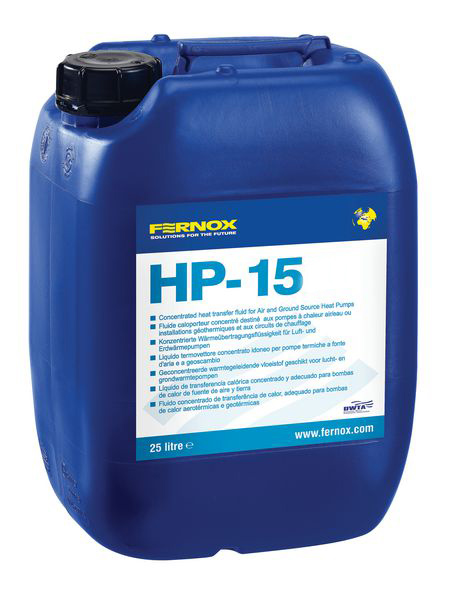 FERNOX
SOLUTIONS FOR THE FUTURE
HP-15
Concentrated heat transfer fluid for Air and Ground Source Heat Pumps
Fluide caloporteur concentré destiné aux pompes à chaleur air/eau ou
installations géothermiques et aux circuits de chauffage
Konzentrierte Wärmeübertragungsflüssigkeit für Luft- und
Erdwärmepumpen
Liquido termovettore concentrato idoneo per pompe termiche a fonte
d'aria e a geoscambio
Geconcentreerde warmtegeleidende vloeistof geschikt voor lucht- en
grondwarmtepompen
Líquido de transferencia calórica concentrado y adecuado para bombas
de calor de fuente de aire y tierra
Fluido concentrado de transferência de calor, adequado para bombas
de calor aerotérmicas e geotérmicas
BWTA
25 litre ℮
www.fernox.com